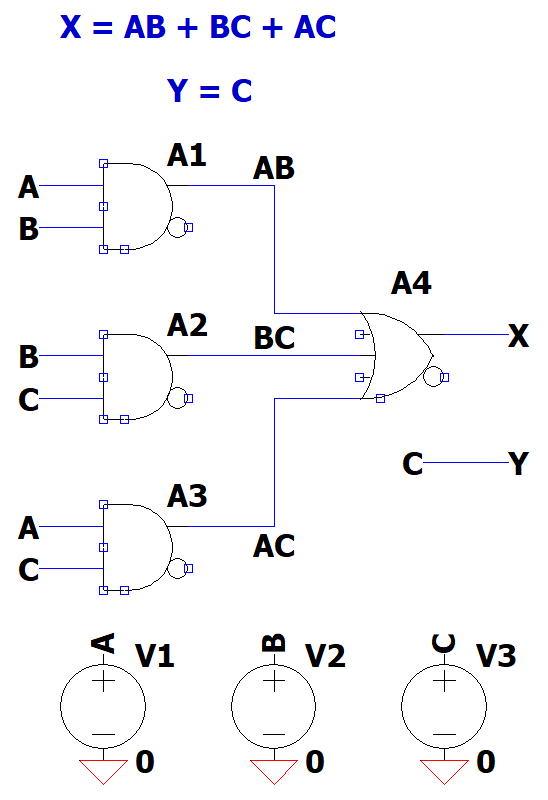 X = AB + BC + AC
Y = C
A1
AB
A
B
A4
A2
BC
X
B
C
C
Y
A3
A
AC
C
A
V1
B
V2
C
V3
0
0
0